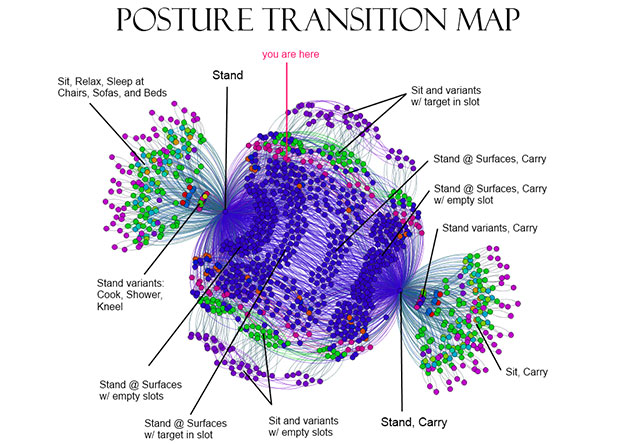 POSTURE TRANSITION MAP
you are here
Stand
Sit, Relax, Sleep at
Chairs, Sofas, and Beds
Sit and variants
w/ target in slot
Stand @ Surfaces, Carry
Stand @ Surfaces, Carry
w/ empty slot
Stand variants, Carry
Stand variants:
Cook, Shower,
Kneel
Sit, Carry
Stand @ Surfaces
w/ empty slots
Stand @ Surfaces
w/ target in slot
Sit and variants
w/ empty slots
Stand, Carry